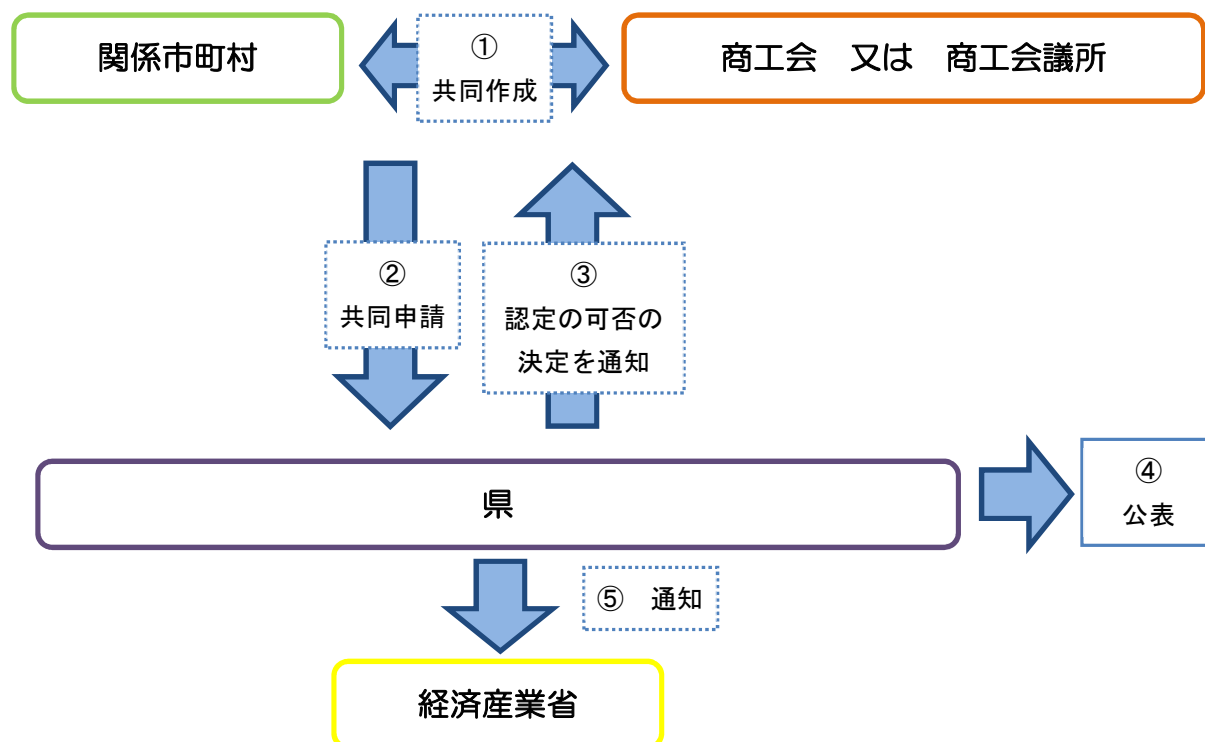 関係市町村
①
共同作成
商工会　又は　商工会議所
②
共同申請
③
認定の可否の
決定を通知
県
④
公表
⑤　通知
経済産業省